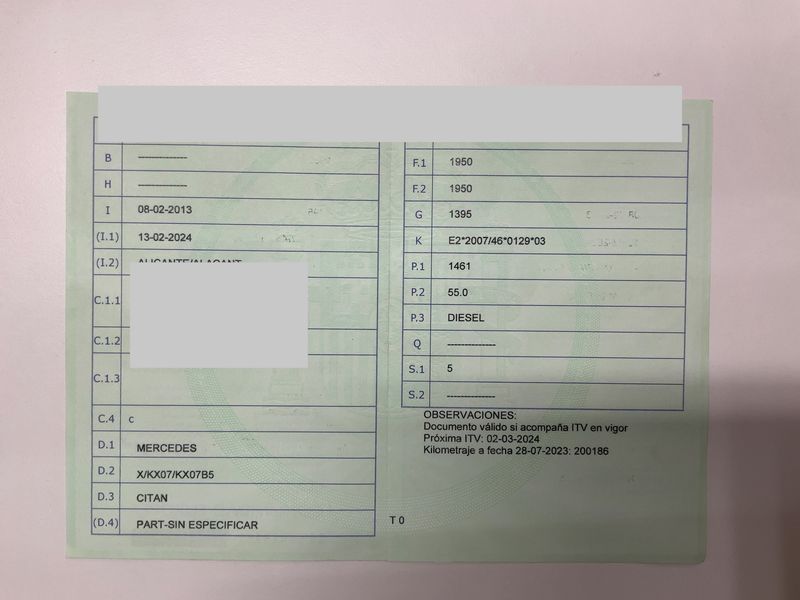 B -------------
H -------------
I 08-02-2013
(I.1) 13-02-2024
(I.2) ALICANTE/ALACANT
C.1.1
C.1.2
C.1.3
C.4 c
D.1 MERCEDES
D.2 X/KX07/KX07B5
D.3 CITAN
(D.4) PART-SIN ESPECIFICAR
F.1 1950
F.2 1950
G 1395
K E2*2007/46*0129*03
P.1 1461
P.2 55.0
P.3 DIESEL
Q -------------
S.1 5
S.2 -------------
OBSERVACIONES:
Documento válido si acompaña ITV en vigor
Próxima ITV: 02-03-2024
Kilometraje a fecha 28-07-2023: 200186
T 0